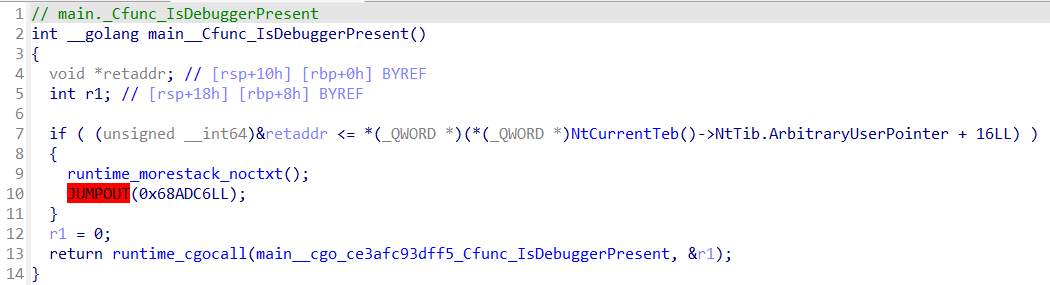 1 // main._Cfunc_IsDebuggerPresent
2 int __golang main__Cfunc_IsDebuggerPresent()
3 {
4 void *retaddr; // [rsp+10h] [rbp+0h] BYREF
5 int r1; // [rsp+18h] [rbp+8h] BYREF
6
7 if ( (unsigned __int64)&retaddr <= *(_QWORD *)(*(_QWORD *)NtCurrentTeb()->NtTib.ArbitraryUserPointer + 16LL) )
8 {
9 runtime_morestack_noctxt();
10 JUMPOUT(0x68ADC6LL);
11 }
12 r1 = 0;
13 return runtime_cgocall(main__cgo_ce3afc93dff5_Cfunc_IsDebuggerPresent, &r1);
14 }